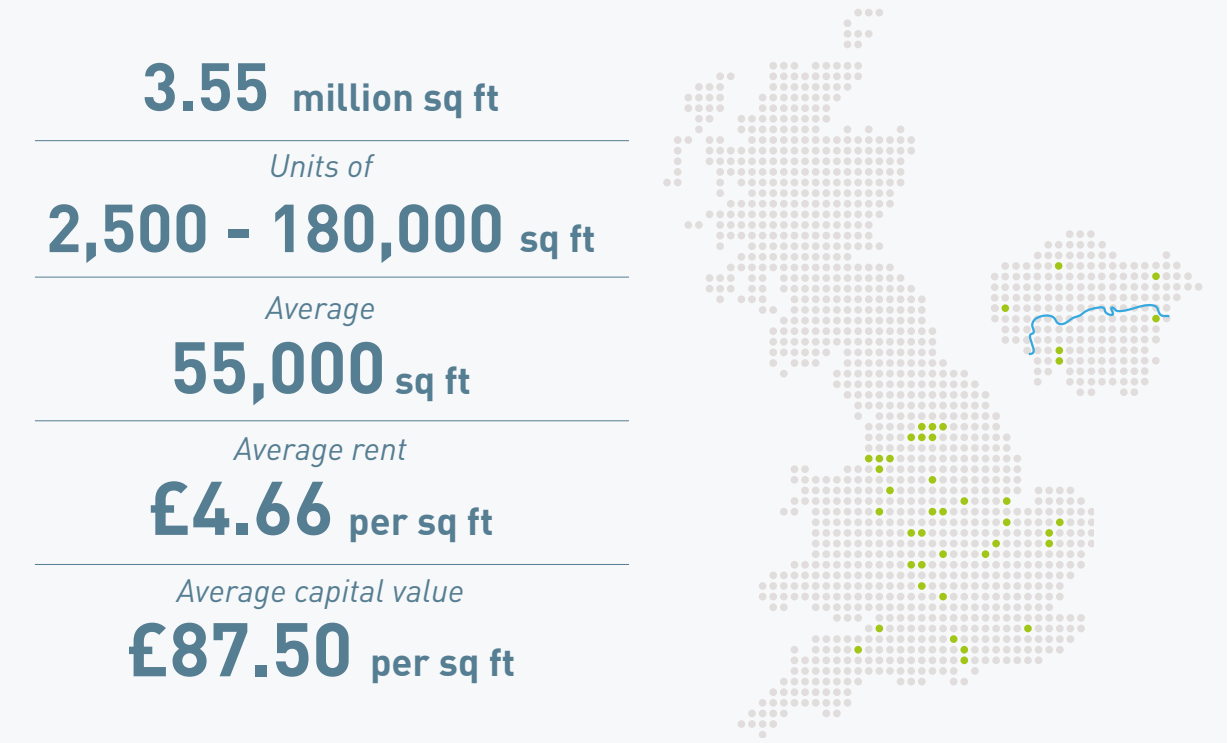 3.55 million sq ft
Units of
2,500 - 180,000 sq ft
Average
55,000 sq ft
Average rent
£4.66 per sq ft
Average capital value
£87.50 per sq ft